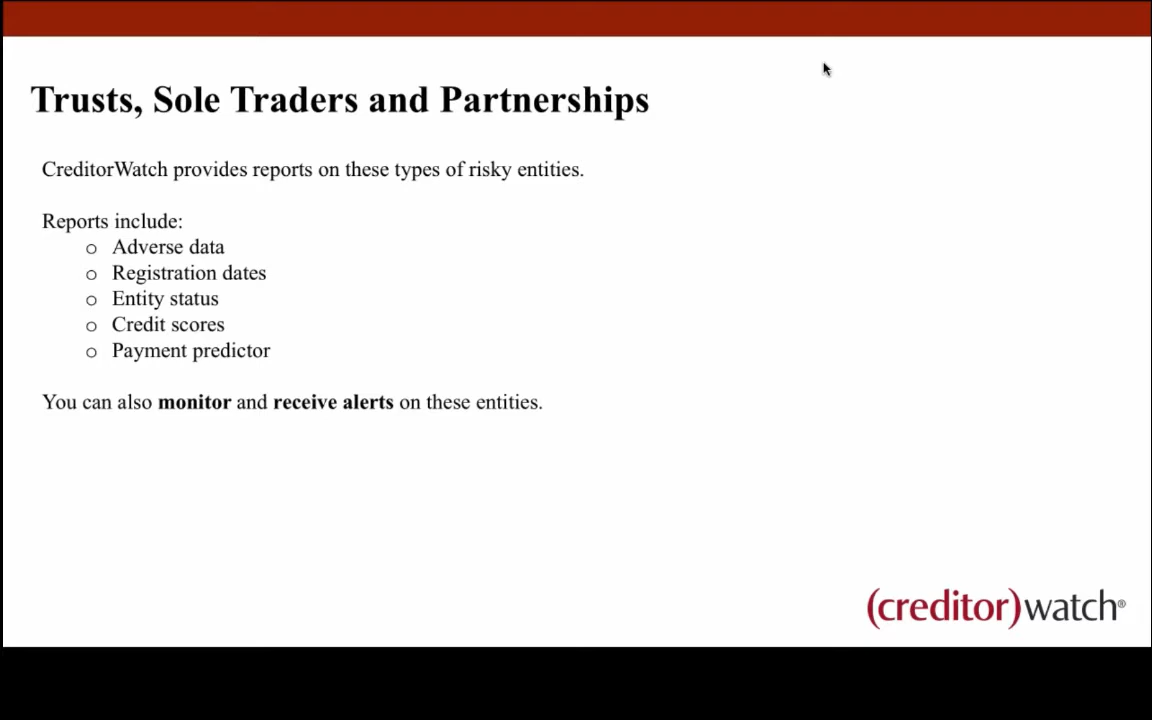 Trusts, Sole Traders and Partnerships
CreditorWatch provides reports on these types of risky entities.
Reports include:
o Adverse data
o Registration dates
o Entity status
o Credit scores
o Payment predictor
You can also monitor and receive alerts on these entities.
(creditor)watch®